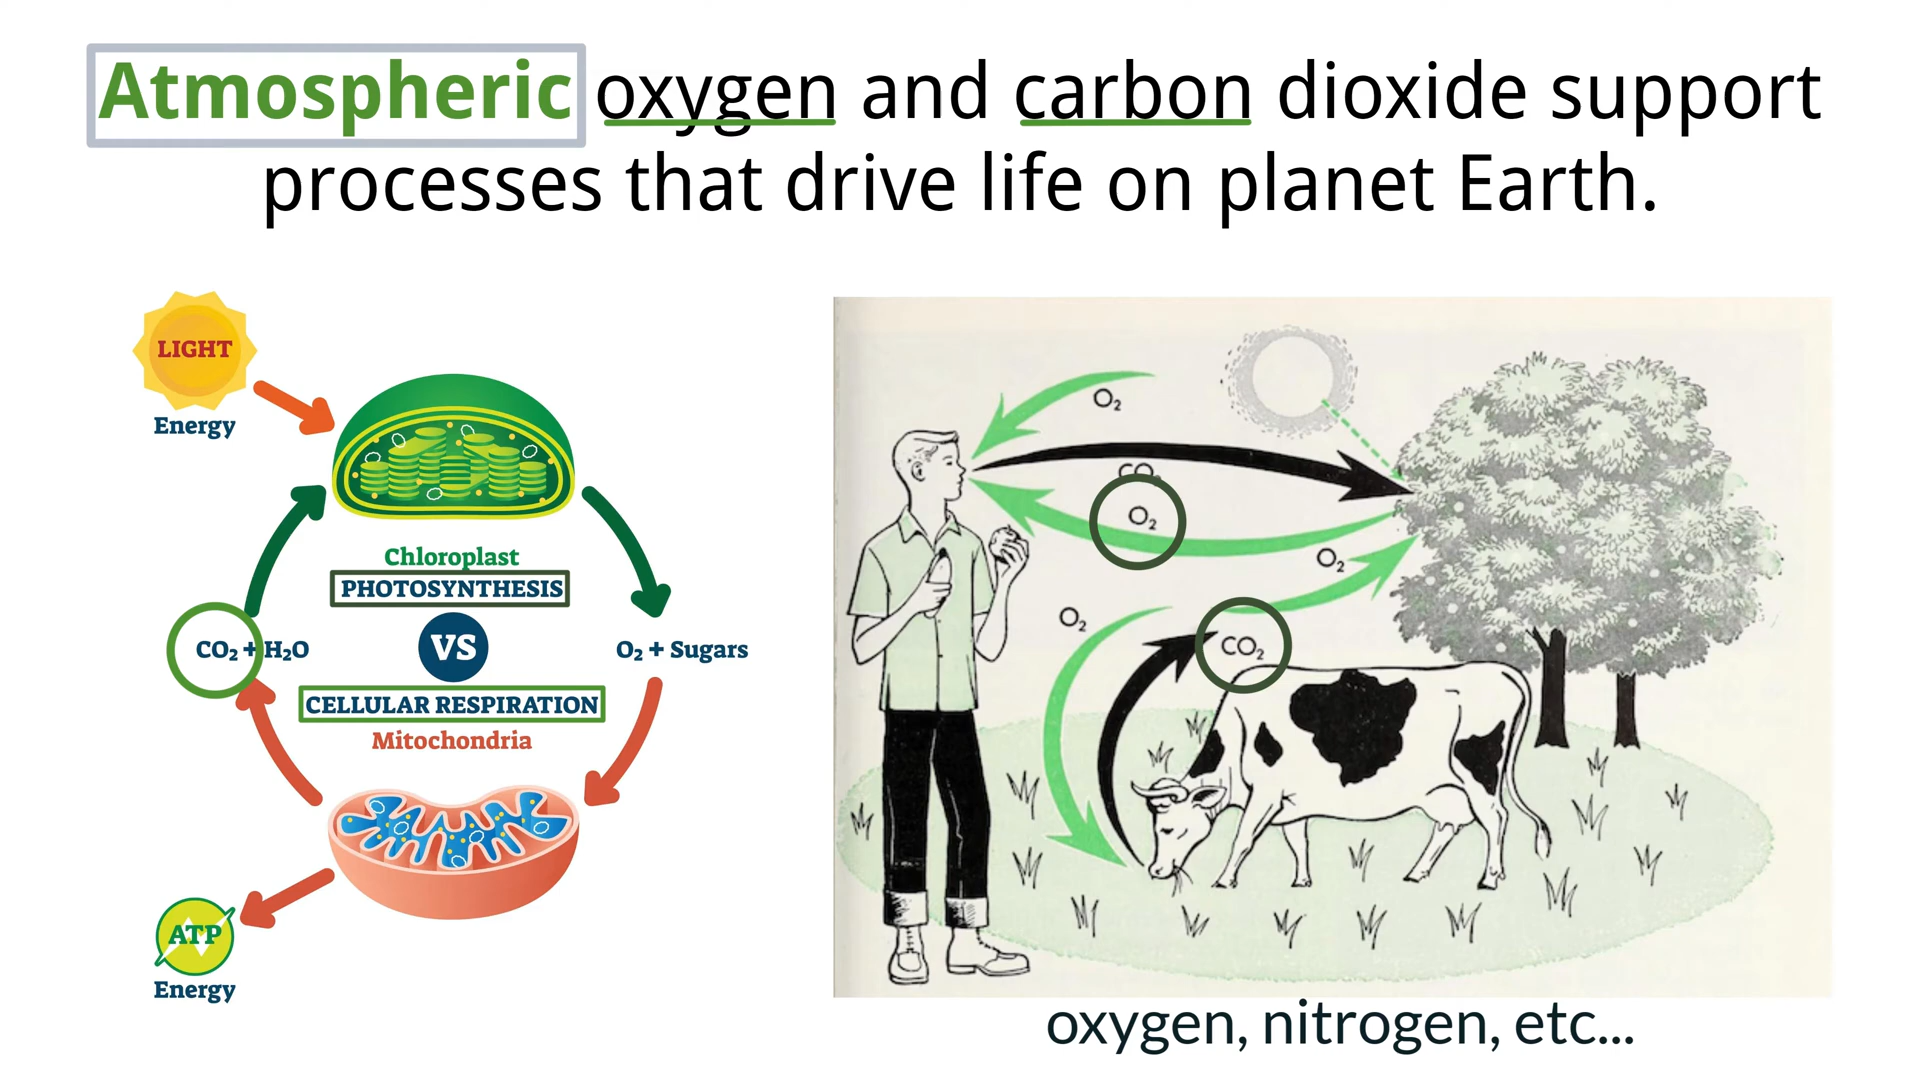 Atmospheric oxygen and carbon dioxide support
processes that drive life on planet Earth.
LIGHT
Energy
Chloroplast
PHOTOSYNTHESIS
CO₂ + H₂O
VS
O₂ + Sugars
CELLULAR RESPIRATION
Mitochondria
ATP
Energy
O₂
CO
O₂
O₂
O₂
CO₂
oxygen, nitrogen, etc...